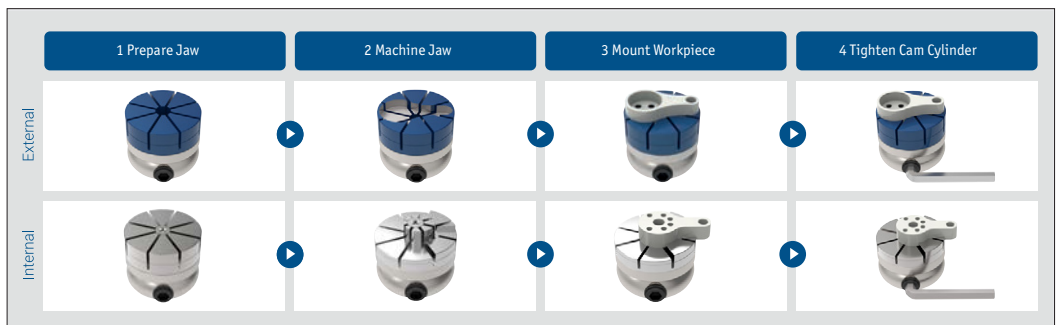 1 Prepare Jaw
2 Machine Jaw
3 Mount Workpiece
4 Tighten Cam Cylinder
External
Internal